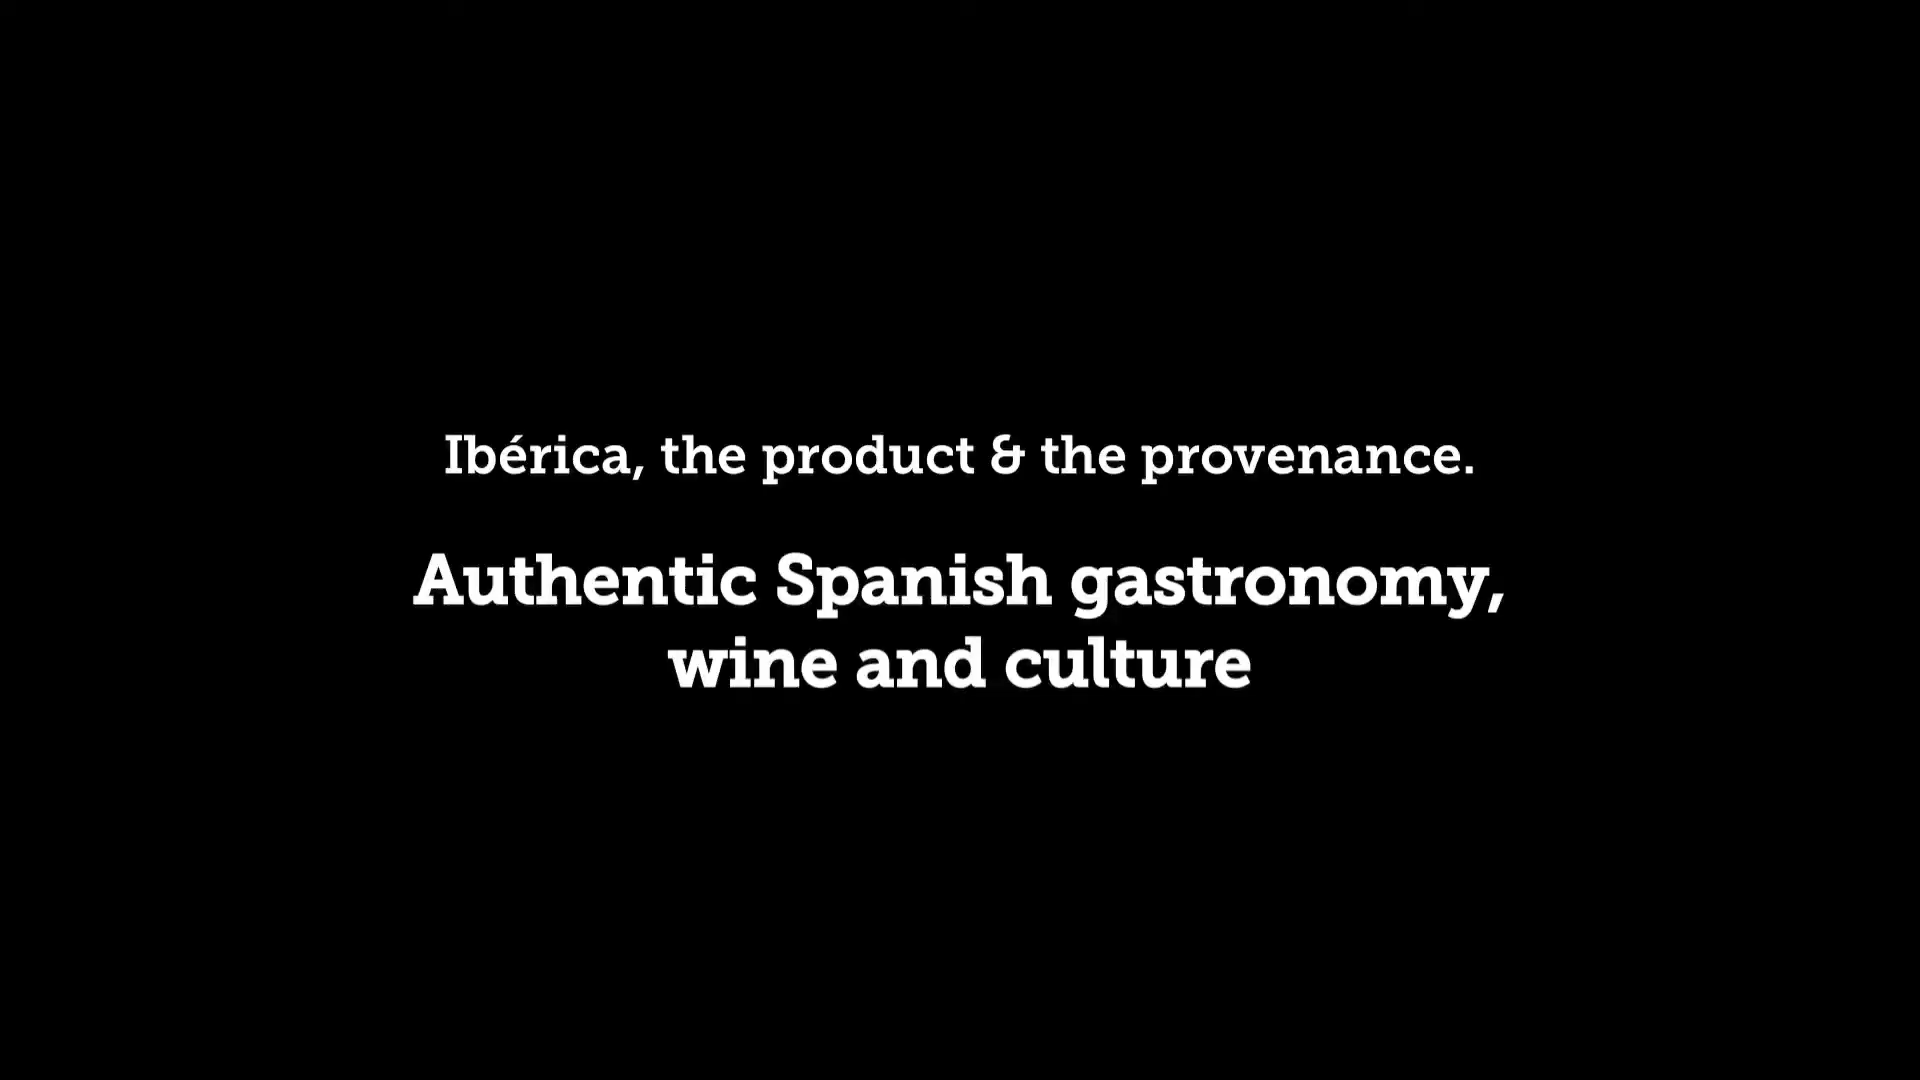 Ibérica, the product & the provenance.
Authentic Spanish gastronomy,
wine and culture